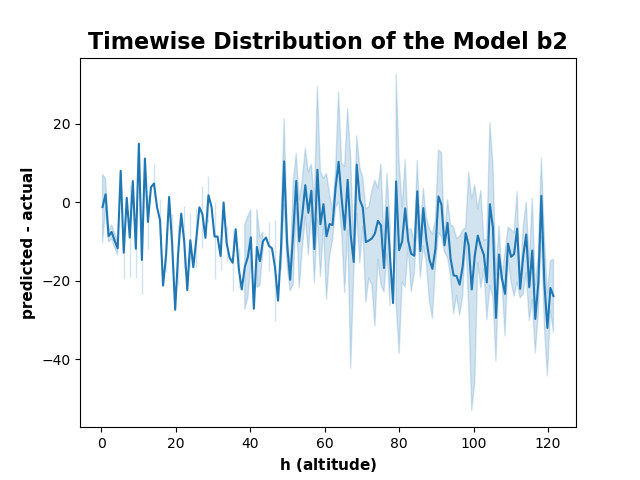 Timewise Distribution of the Model b2
predicted - actual
20
0
−20
−40
0 20 40 60 80 100 120
h (altitude)